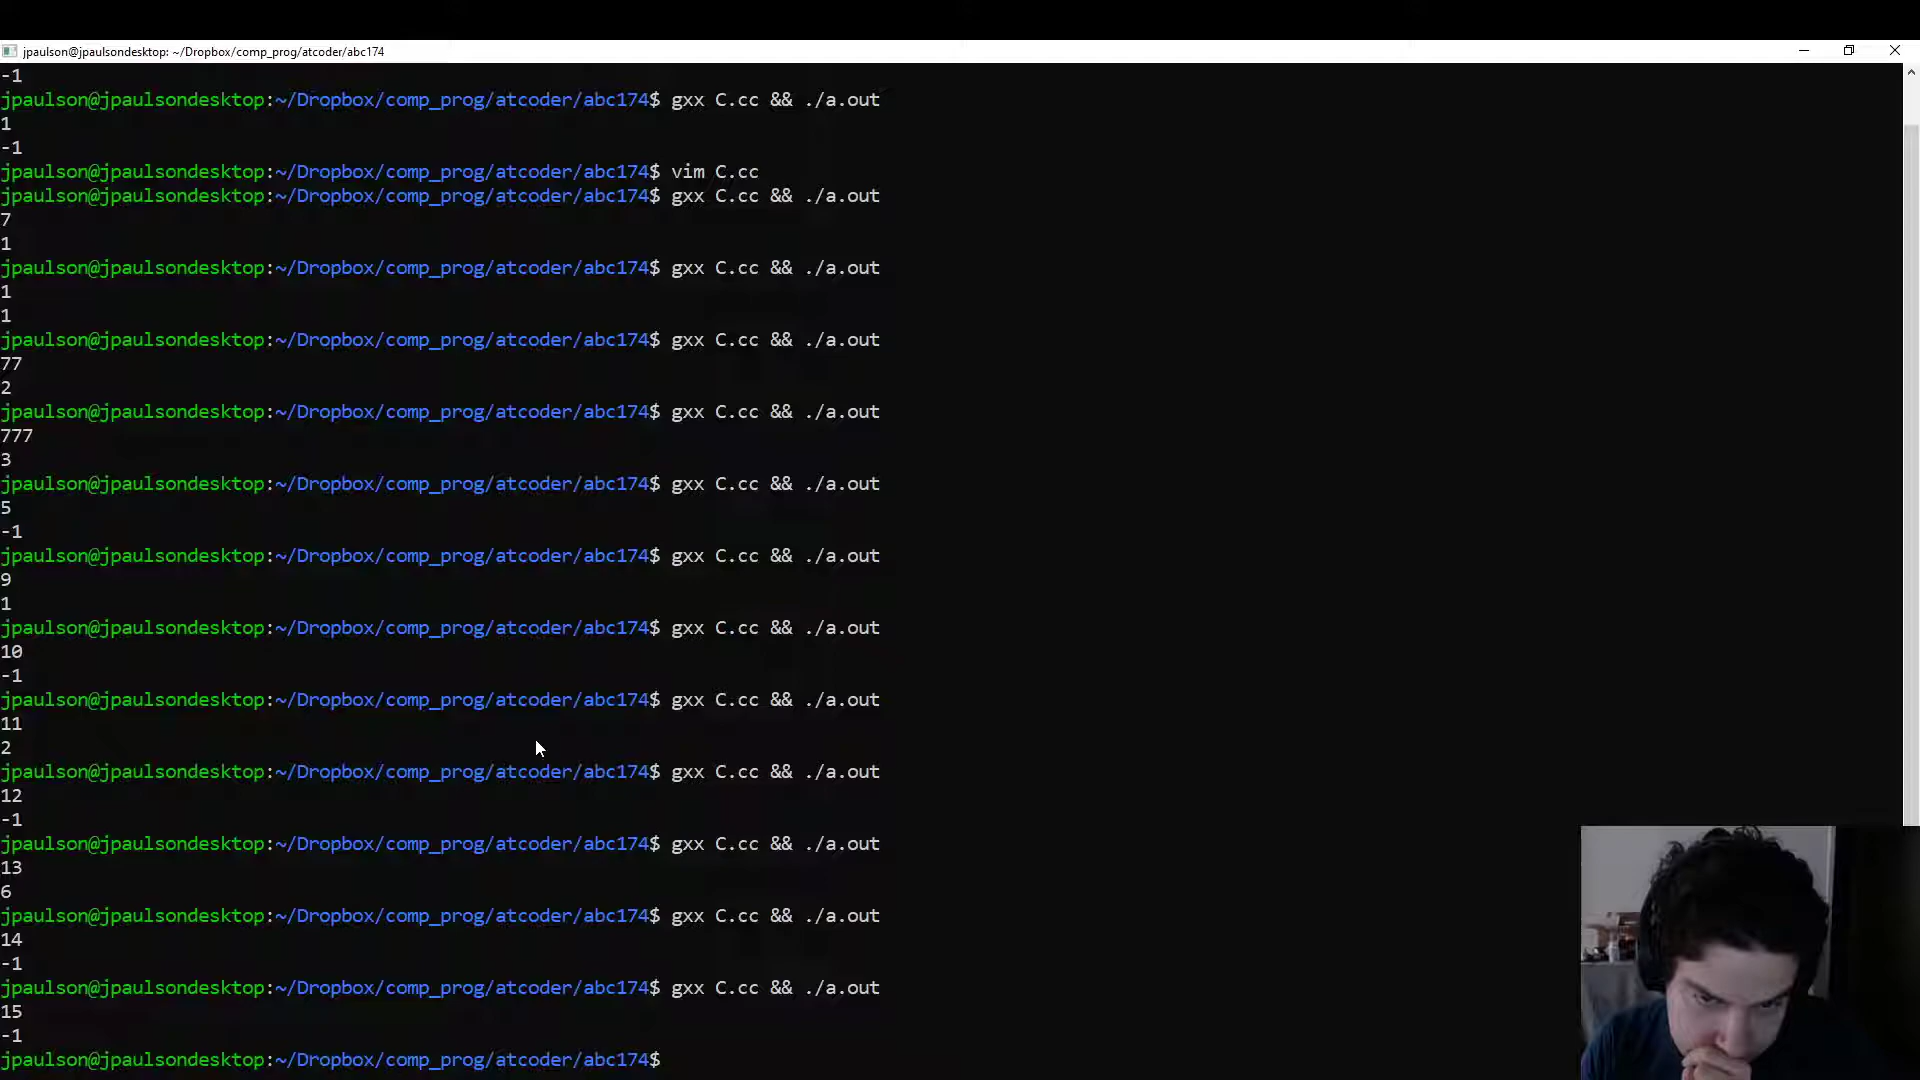 jpaulson@jpaulsondesktop: ~/Dropbox/comp_prog/atcoder/abc174
-1
jpaulson@jpaulsondesktop:~/Dropbox/comp_prog/atcoder/abc174$ gxx C.cc && ./a.out
1
-1
jpaulson@jpaulsondesktop:~/Dropbox/comp_prog/atcoder/abc174$ vim C.cc
jpaulson@jpaulsondesktop:~/Dropbox/comp_prog/atcoder/abc174$ gxx C.cc && ./a.out
7
1
jpaulson@jpaulsondesktop:~/Dropbox/comp_prog/atcoder/abc174$ gxx C.cc && ./a.out
1
1
jpaulson@jpaulsondesktop:~/Dropbox/comp_prog/atcoder/abc174$ gxx C.cc && ./a.out
77
2
jpaulson@jpaulsondesktop:~/Dropbox/comp_prog/atcoder/abc174$ gxx C.cc && ./a.out
777
3
jpaulson@jpaulsondesktop:~/Dropbox/comp_prog/atcoder/abc174$ gxx C.cc && ./a.out
5
-1
jpaulson@jpaulsondesktop:~/Dropbox/comp_prog/atcoder/abc174$ gxx C.cc && ./a.out
9
1
jpaulson@jpaulsondesktop:~/Dropbox/comp_prog/atcoder/abc174$ gxx C.cc && ./a.out
10
-1
jpaulson@jpaulsondesktop:~/Dropbox/comp_prog/atcoder/abc174$ gxx C.cc && ./a.out
11
2
jpaulson@jpaulsondesktop:~/Dropbox/comp_prog/atcoder/abc174$ gxx C.cc && ./a.out
12
-1
jpaulson@jpaulsondesktop:~/Dropbox/comp_prog/atcoder/abc174$ gxx C.cc && ./a.out
13
6
jpaulson@jpaulsondesktop:~/Dropbox/comp_prog/atcoder/abc174$ gxx C.cc && ./a.out
14
-1
jpaulson@jpaulsondesktop:~/Dropbox/comp_prog/atcoder/abc174$ gxx C.cc && ./a.out
15
-1
jpaulson@jpaulsondesktop:~/Dropbox/comp_prog/atcoder/abc174$